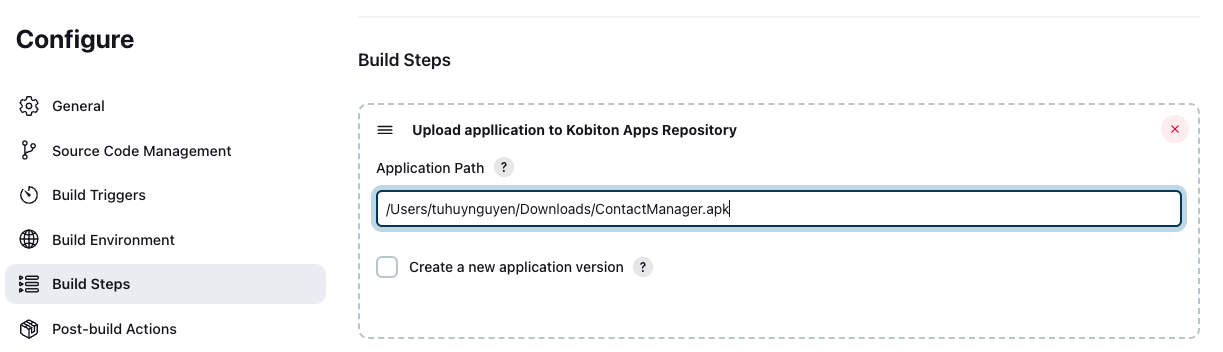 Configure
General
Source Code Management
Build Triggers
Build Environment
Build Steps
Post-build Actions
Build Steps
Upload appllication to Kobiton Apps Repository
Application Path ?
/Users/tuhuynguyen/Downloads/ContactManager.apk
Create a new application version ?